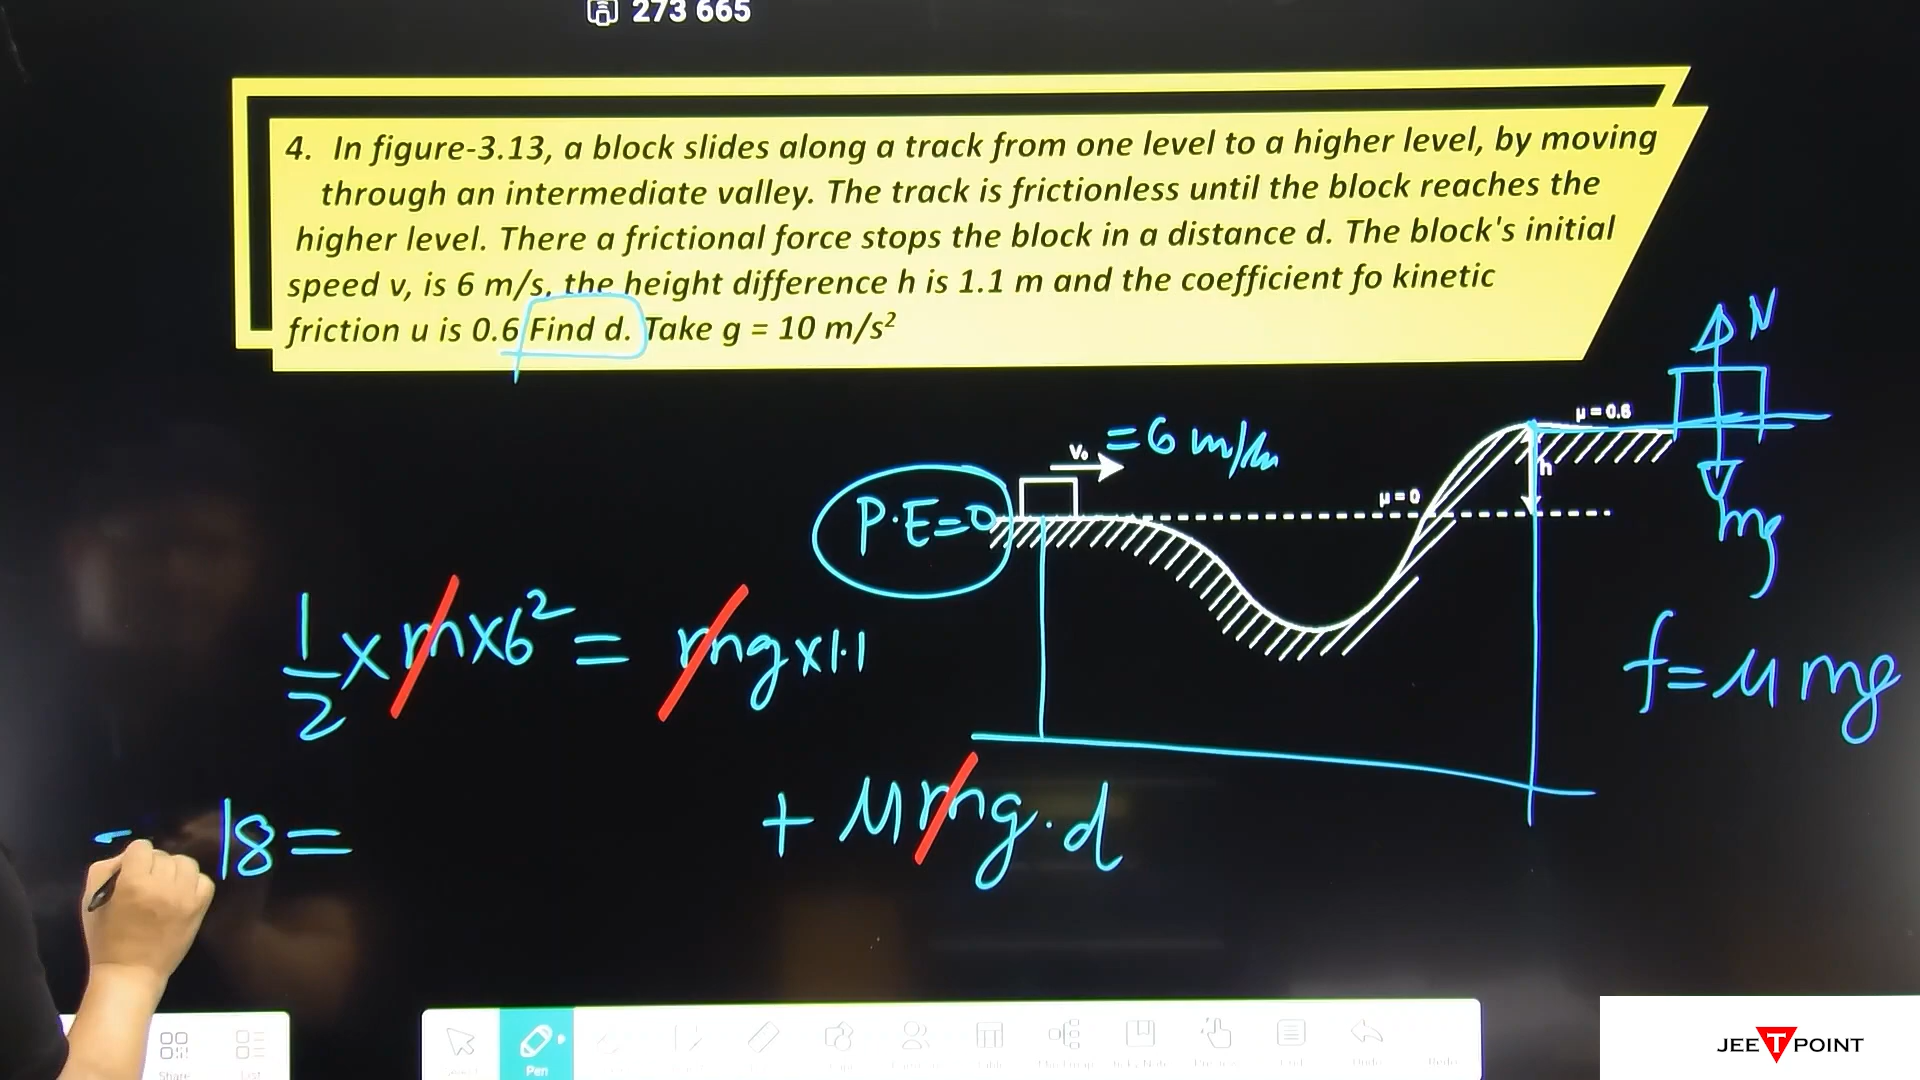 273 665
4. In figure-3.13, a block slides along a track from one level to a higher level, by moving
through an intermediate valley. The track is frictionless until the block reaches the
higher level. There a frictional force stops the block in a distance d. The block's initial
speed v, is 6 m/s, the height difference h is 1.1 m and the coefficient fo kinetic
friction u is 0.6 Find d. Take g = 10 m/s²
N
μ = 0.6
v₀ = 6 m/s
h
P.E=0
μ = 0
mg
1/2 × m × 6² = mg × 1.1
f = μ mg
+ μ mg . d
18 =
Share
Pen
Undo
Redo
JEE T POINT